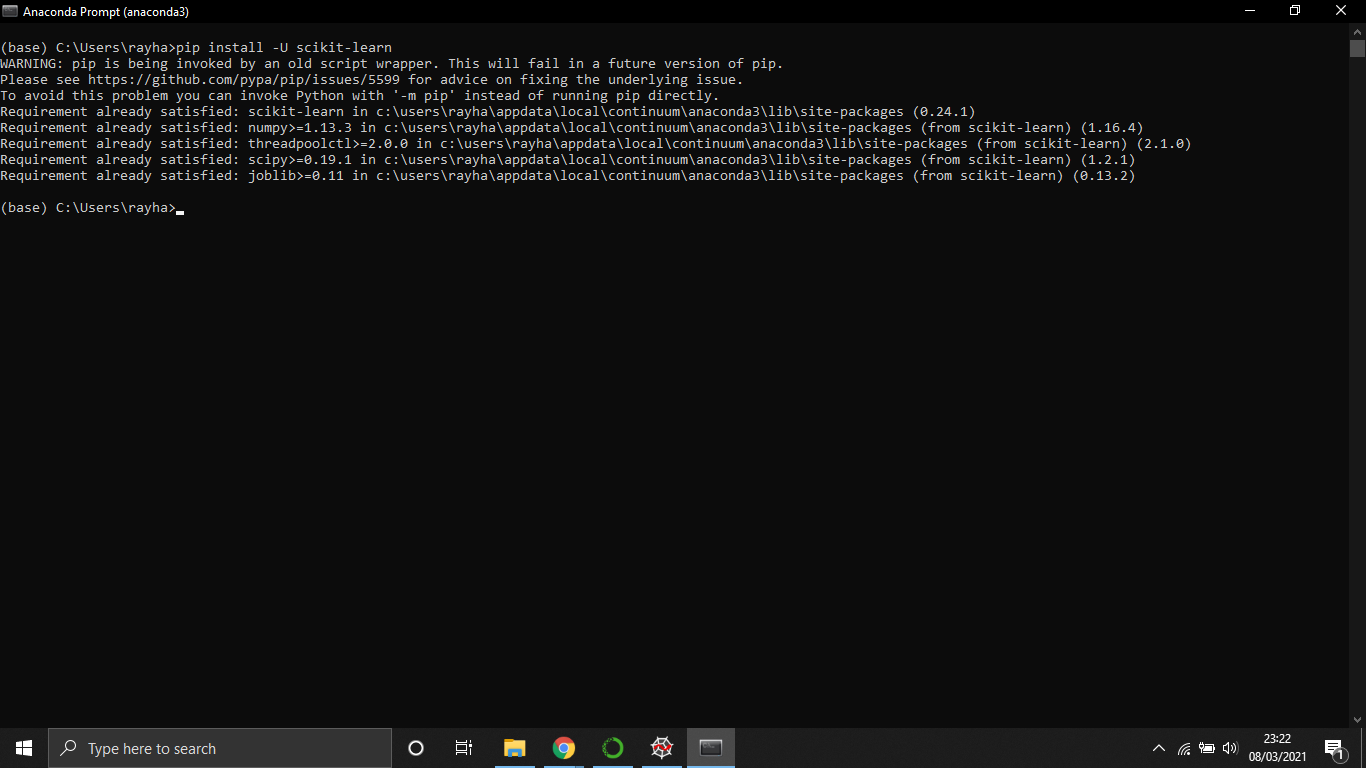 Anaconda Prompt (anaconda3)
(base) C:\Users\rayha>pip install -U scikit-learn
WARNING: pip is being invoked by an old script wrapper. This will fail in a future version of pip.
Please see https://github.com/pypa/pip/issues/5599 for advice on fixing the underlying issue.
To avoid this problem you can invoke Python with '-m pip' instead of running pip directly.
Requirement already satisfied: scikit-learn in c:\users\rayha\appdata\local\continuum\anaconda3\lib\site-packages (0.24.1)
Requirement already satisfied: numpy>=1.13.3 in c:\users\rayha\appdata\local\continuum\anaconda3\lib\site-packages (from scikit-learn) (1.16.4)
Requirement already satisfied: threadpoolctl>=2.0.0 in c:\users\rayha\appdata\local\continuum\anaconda3\lib\site-packages (from scikit-learn) (2.1.0)
Requirement already satisfied: scipy>=0.19.1 in c:\users\rayha\appdata\local\continuum\anaconda3\lib\site-packages (from scikit-learn) (1.2.1)
Requirement already satisfied: joblib>=0.11 in c:\users\rayha\appdata\local\continuum\anaconda3\lib\site-packages (from scikit-learn) (0.13.2)
(base) C:\Users\rayha>
Type here to search
23:22
08/03/2021
1